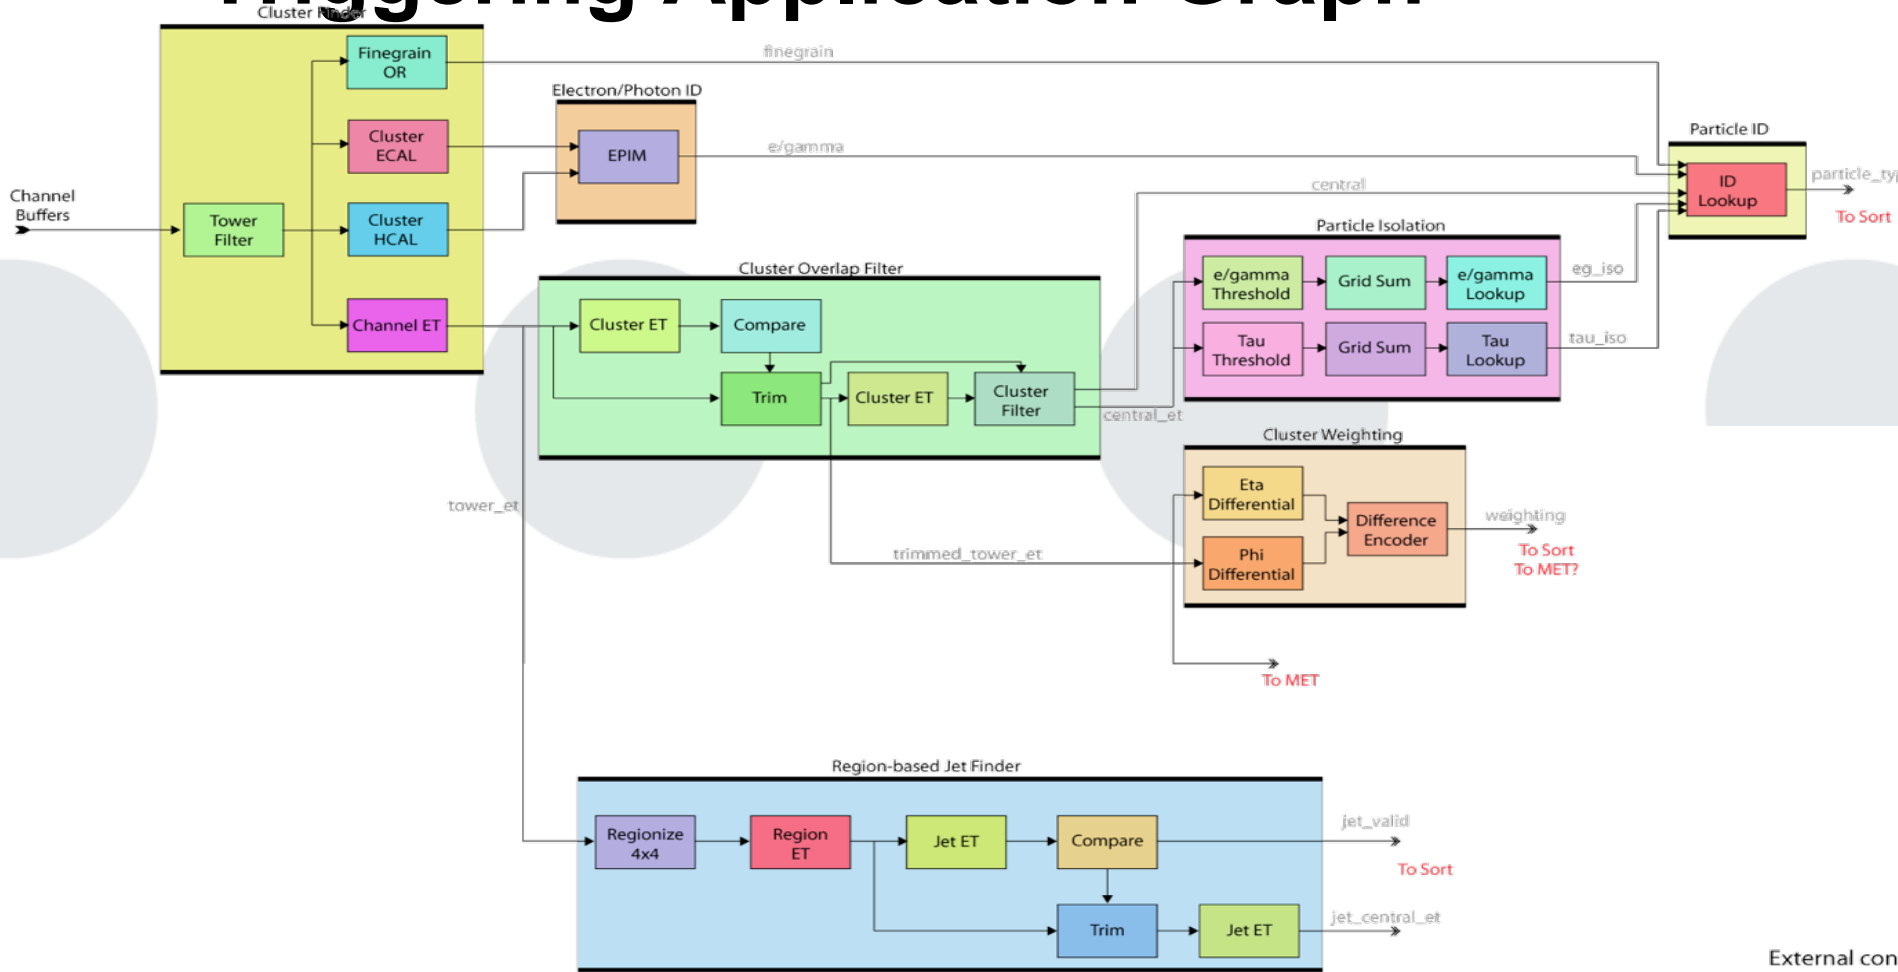 Triggering Application Graph
Cluster Finder
Finegrain
OR
finegrain
Electron/Photon ID
Cluster
ECAL
EPIM
e/gamma
Particle ID
ID
Lookup
To Sort
Channel
Buffers
Tower
Filter
Cluster
HCAL
central
Particle Isolation
e/gamma
Threshold
Grid Sum
e/gamma
Lookup
eg_iso
Tau
Threshold
Grid Sum
Tau
Lookup
tau_iso
Cluster Overlap Filter
Channel ET
Cluster ET
Compare
Trim
Cluster ET
Cluster
Filter
central_et
Cluster Weighting
Eta
Differential
Phi
Differential
Difference
Encoder
weighting
To Sort
To MET?
tower_et
trimmed_tower_et
To MET
Region-based Jet Finder
Regionize
4x4
Region
ET
Jet ET
Compare
jet_valid
To Sort
Trim
Jet ET
jet_central_et
External